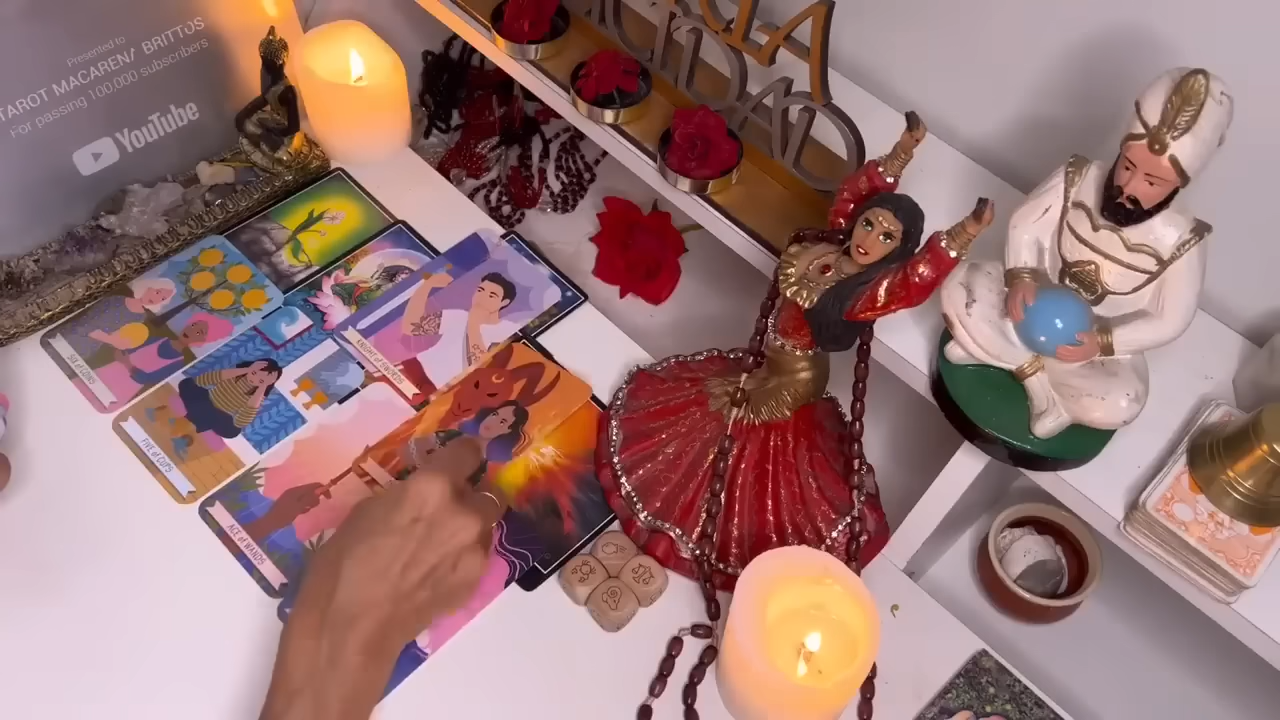 Presented to
TAROT MACARENA BRITTOS
For passing 100,000 subscribers
YouTube
SIX of COINS
KNIGHT of SWORDS
FIVE of CUPS
ACE of WANDS